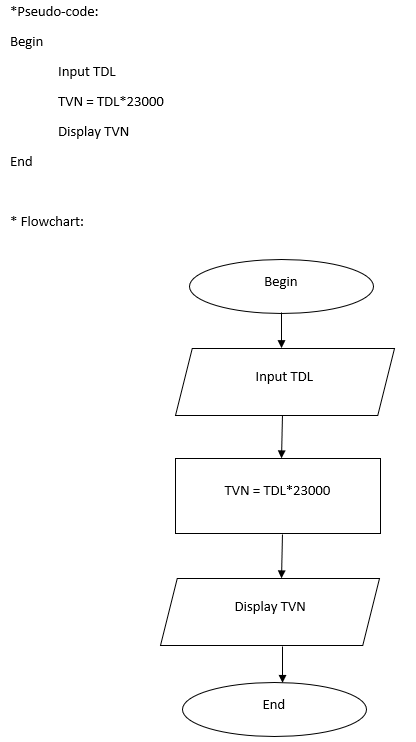 *Pseudo-code:
Begin
Input TDL
TVN = TDL*23000
Display TVN
End
* Flowchart:
Begin
Input TDL
TVN = TDL*23000
Display TVN
End